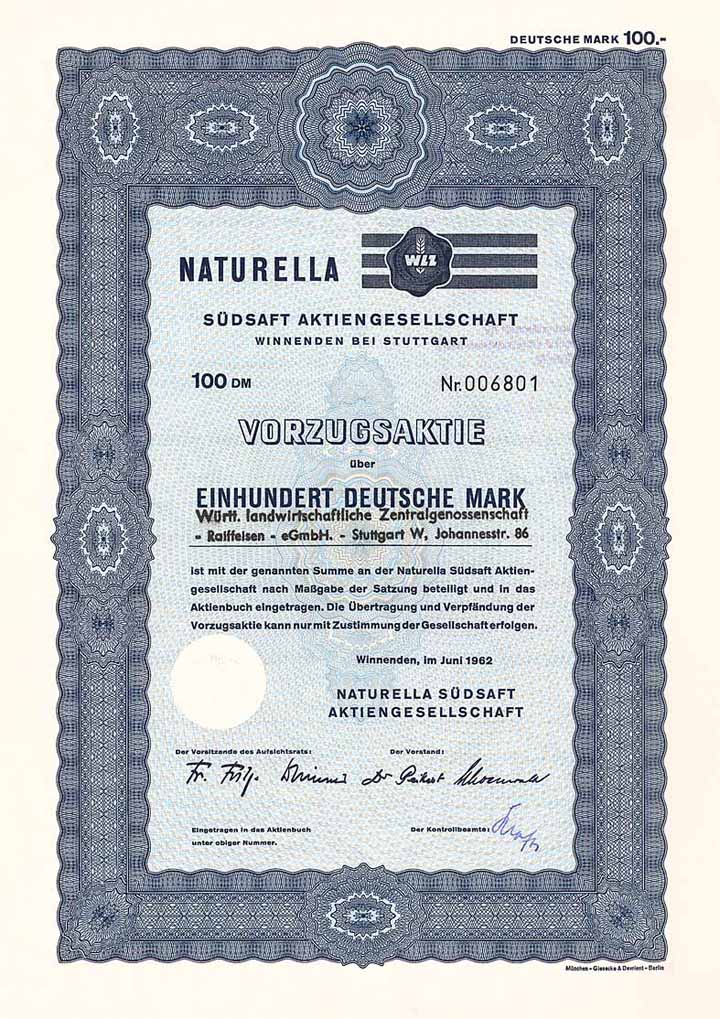 DEUTSCHE MARK 100.-
NATURELLA
WLZ
SÜDSAFT AKTIENGESELLSCHAFT
WINNENDEN BEI STUTTGART
100 DM Nr. 006801
VORZUGSAKTIE
über
EINHUNDERT DEUTSCHE MARK
Württ. landwirtschaftliche Zentralgenossenschaft
- Raiffeisen - eGmbH. - Stuttgart W, Johannesstr. 86
ist mit der genannten Summe an der Naturella Südsaft Aktien-
gesellschaft nach Maßgabe der Satzung beteiligt und in das
Aktienbuch eingetragen. Die Übertragung und Verpfändung der
Vorzugsaktie kann nur mit Zustimmung der Gesellschaft erfolgen.
Winnenden, im Juni 1962
NATURELLA SÜDSAFT
AKTIENGESELLSCHAFT
Der Vorsitzende des Aufsichtsrats: Der Vorstand:
Eingetragen in das Aktienbuch Der Kontrollbeamte:
unter obiger Nummer.
München - Giesecke & Devrient - Berlin